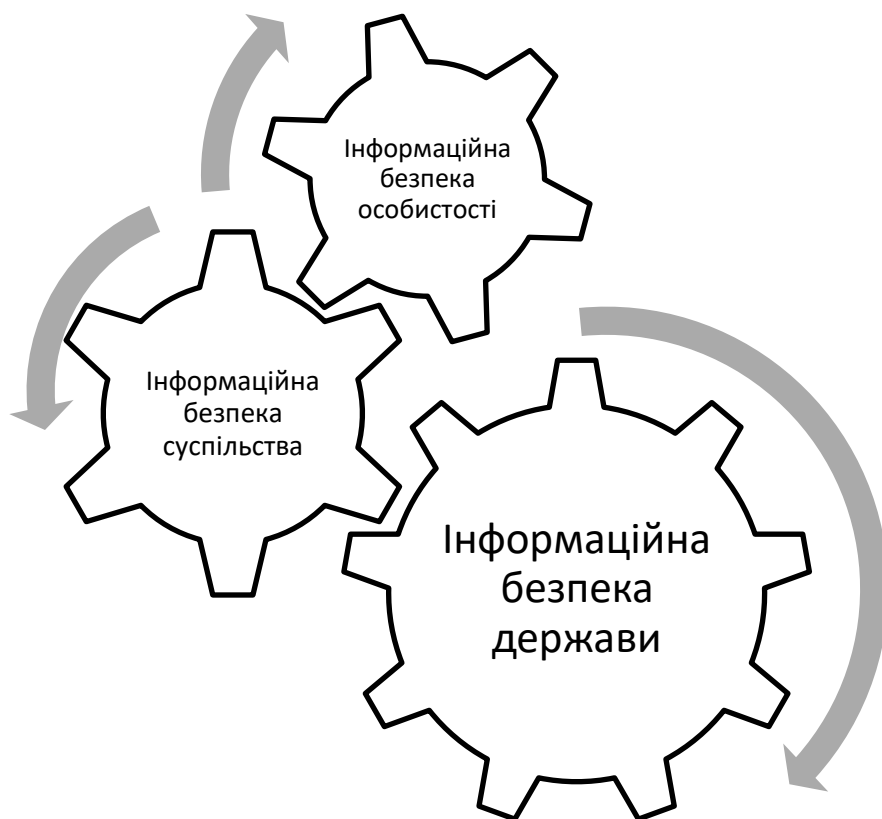 Інформаційна
безпека
особистості
Інформаційна
безпека
суспільства
Інформаційна
безпека
держави